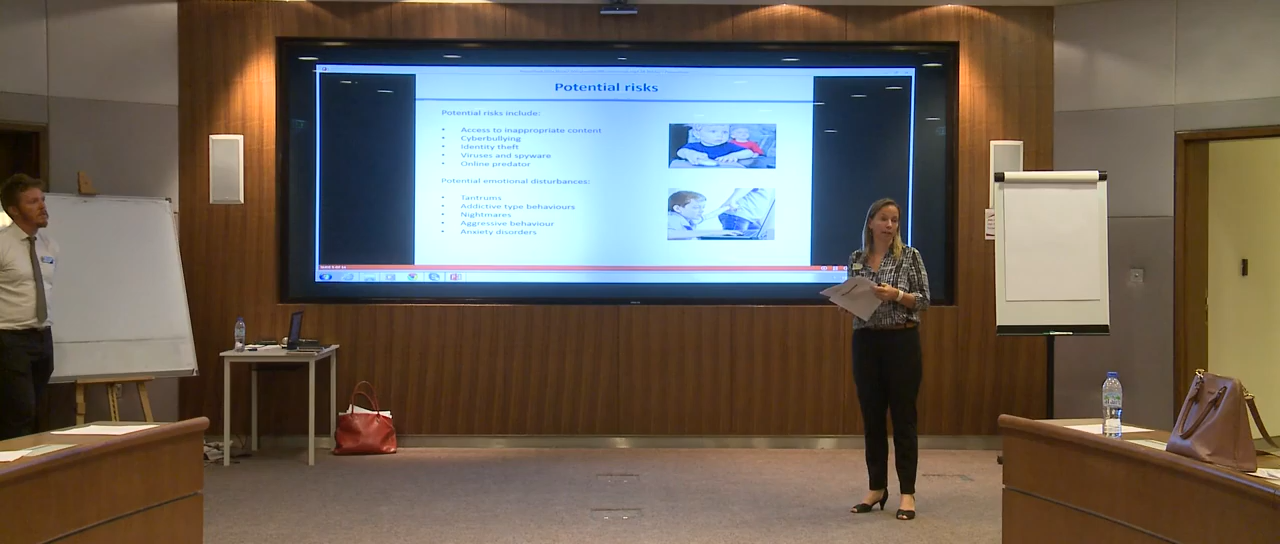 Potential risks
Potential risks include:
• Access to inappropriate content
• Cyberbullying
• Identity theft
• Viruses and spyware
• Online predator
Potential emotional disturbances:
• Tantrums
• Addictive type behaviours
• Nightmares
• Aggressive behaviour
• Anxiety disorders